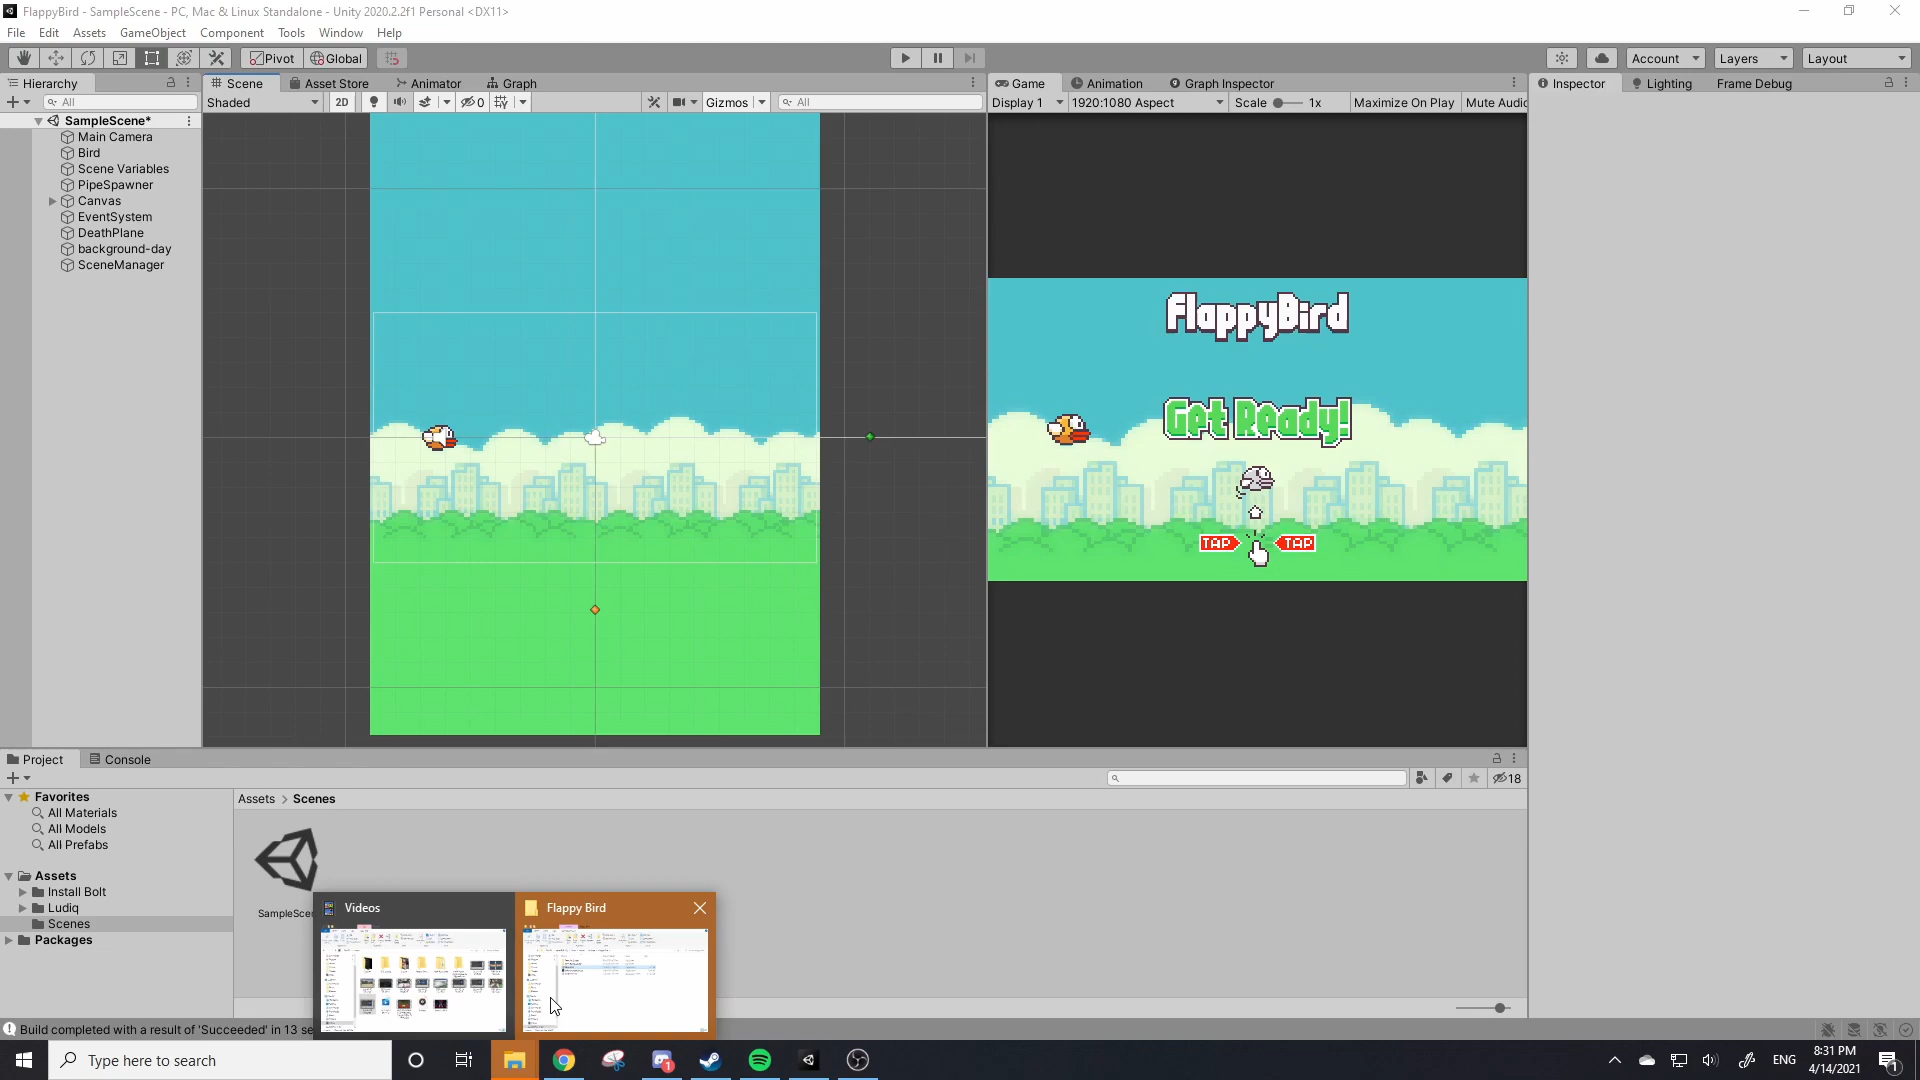 FlappyBird - SampleScene - PC, Mac & Linux Standalone - Unity 2020.2.2f1 Personal <DX11>
File Edit Assets GameObject Component Tools Window Help
Pivot Global Account Layers Layout
Hierarchy Scene Asset Store Animator Graph Game Animation Graph Inspector Inspector Lighting Frame Debug
All Shaded 2D 0 Gizmos All Display 1 1920:1080 Aspect Scale 1x Maximize On Play Mute Audio
SampleScene*
Main Camera
Bird
Scene Variables
PipeSpawner
Canvas
EventSystem
DeathPlane
background-day
SceneManager
FlappyBird
Get Ready!
TAP TAP
Project Console
18
Favorites
All Materials
All Models
All Prefabs
Assets
Install Bolt
Ludiq
Scenes
Packages
Assets > Scenes
SampleScen
Videos
Flappy Bird
Build completed with a result of 'Succeeded' in 13 se
Type here to search
1
ENG
8:31 PM
4/14/2021
1